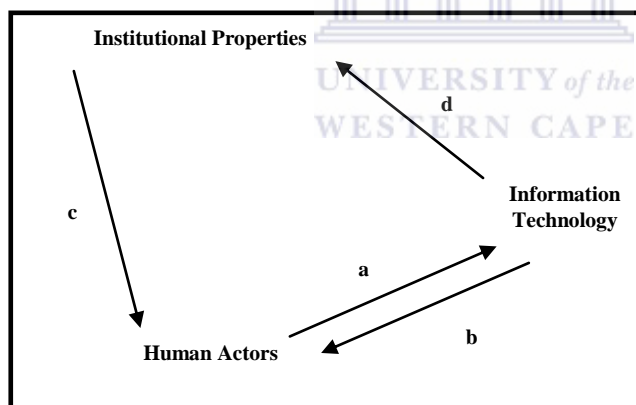 Institutional Properties
UNIVERSITY of the
WESTERN CAPE
d
Information
Technology
c
a
b
Human Actors